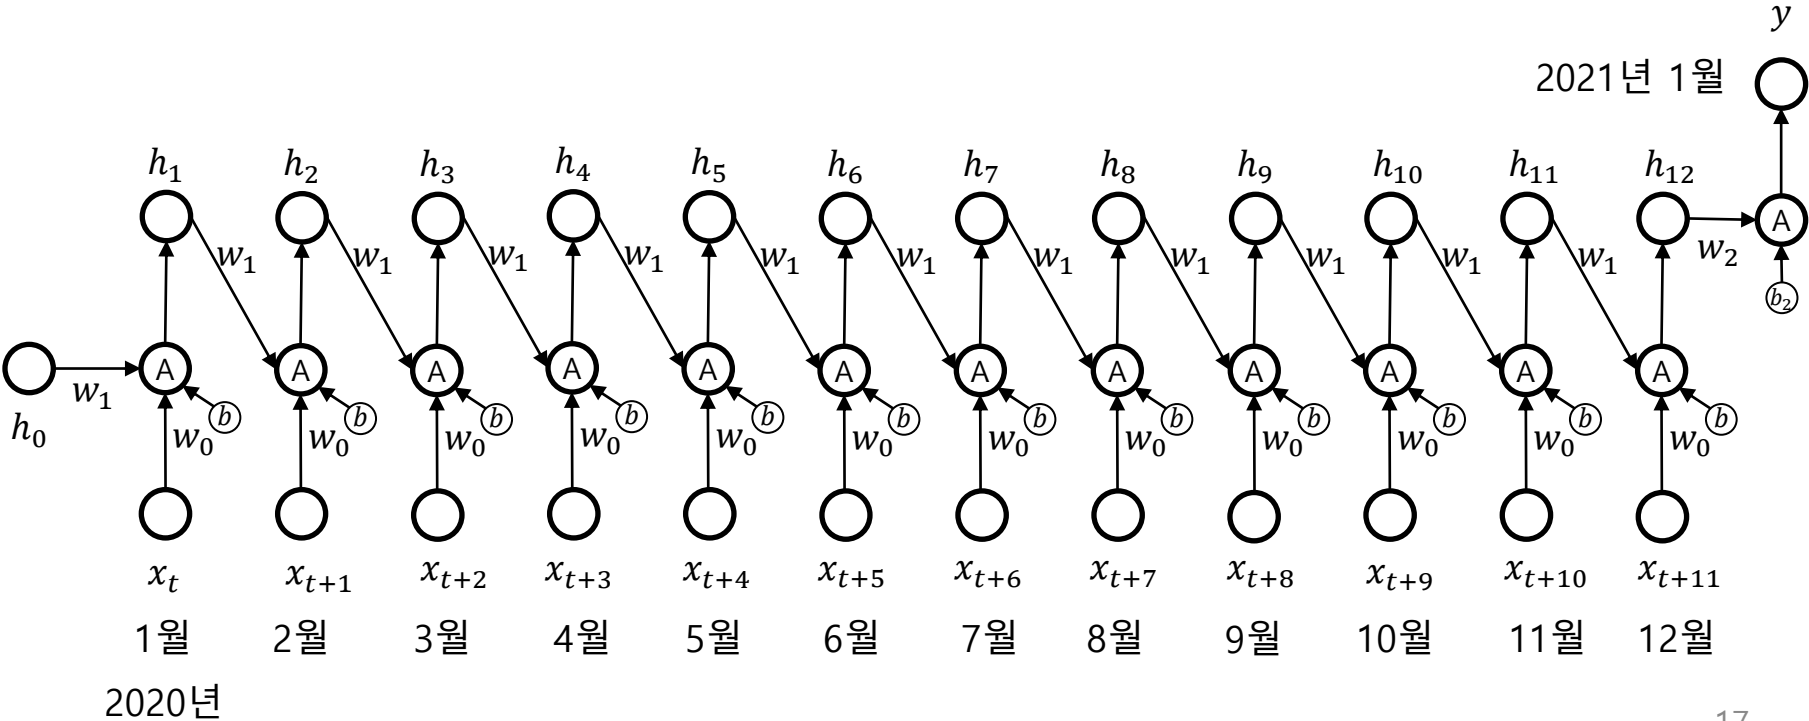 y
2021년 1월
h₁ h₂ h₃ h₄ h₅ h₆ h₇ h₈ h₉ h₁₀ h₁₁ h₁₂
A
w₁ w₁ w₁ w₁ w₁ w₁ w₁ w₁ w₁ w₁ w₁ w₂
b₂
A A A A A A A A A A A A
w₁
b b b b b b b b b b b b
h₀ w₀ w₀ w₀ w₀ w₀ w₀ w₀ w₀ w₀ w₀ w₀ w₀
xₜ xₜ₊₁ xₜ₊₂ xₜ₊₃ xₜ₊₄ xₜ₊₅ xₜ₊₆ xₜ₊₇ xₜ₊₈ xₜ₊₉ xₜ₊₁₀ xₜ₊₁₁
1월 2월 3월 4월 5월 6월 7월 8월 9월 10월 11월 12월
2020년
17